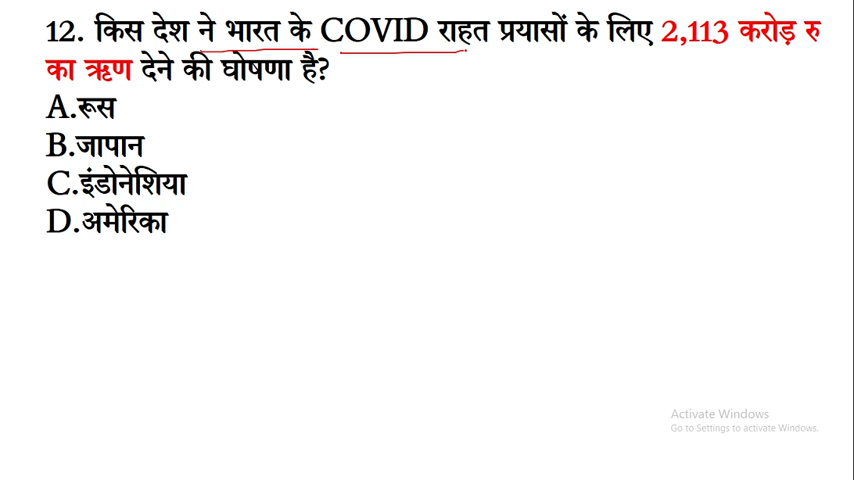 12. किस देश ने भारत के COVID राहत प्रयासों के लिए 2,113 करोड़ रु
का ऋण देने की घोषणा है?
A.रूस
B.जापान
C.इंडोनेशिया
D.अमेरिका
Activate Windows
Go to Settings to activate Windows.